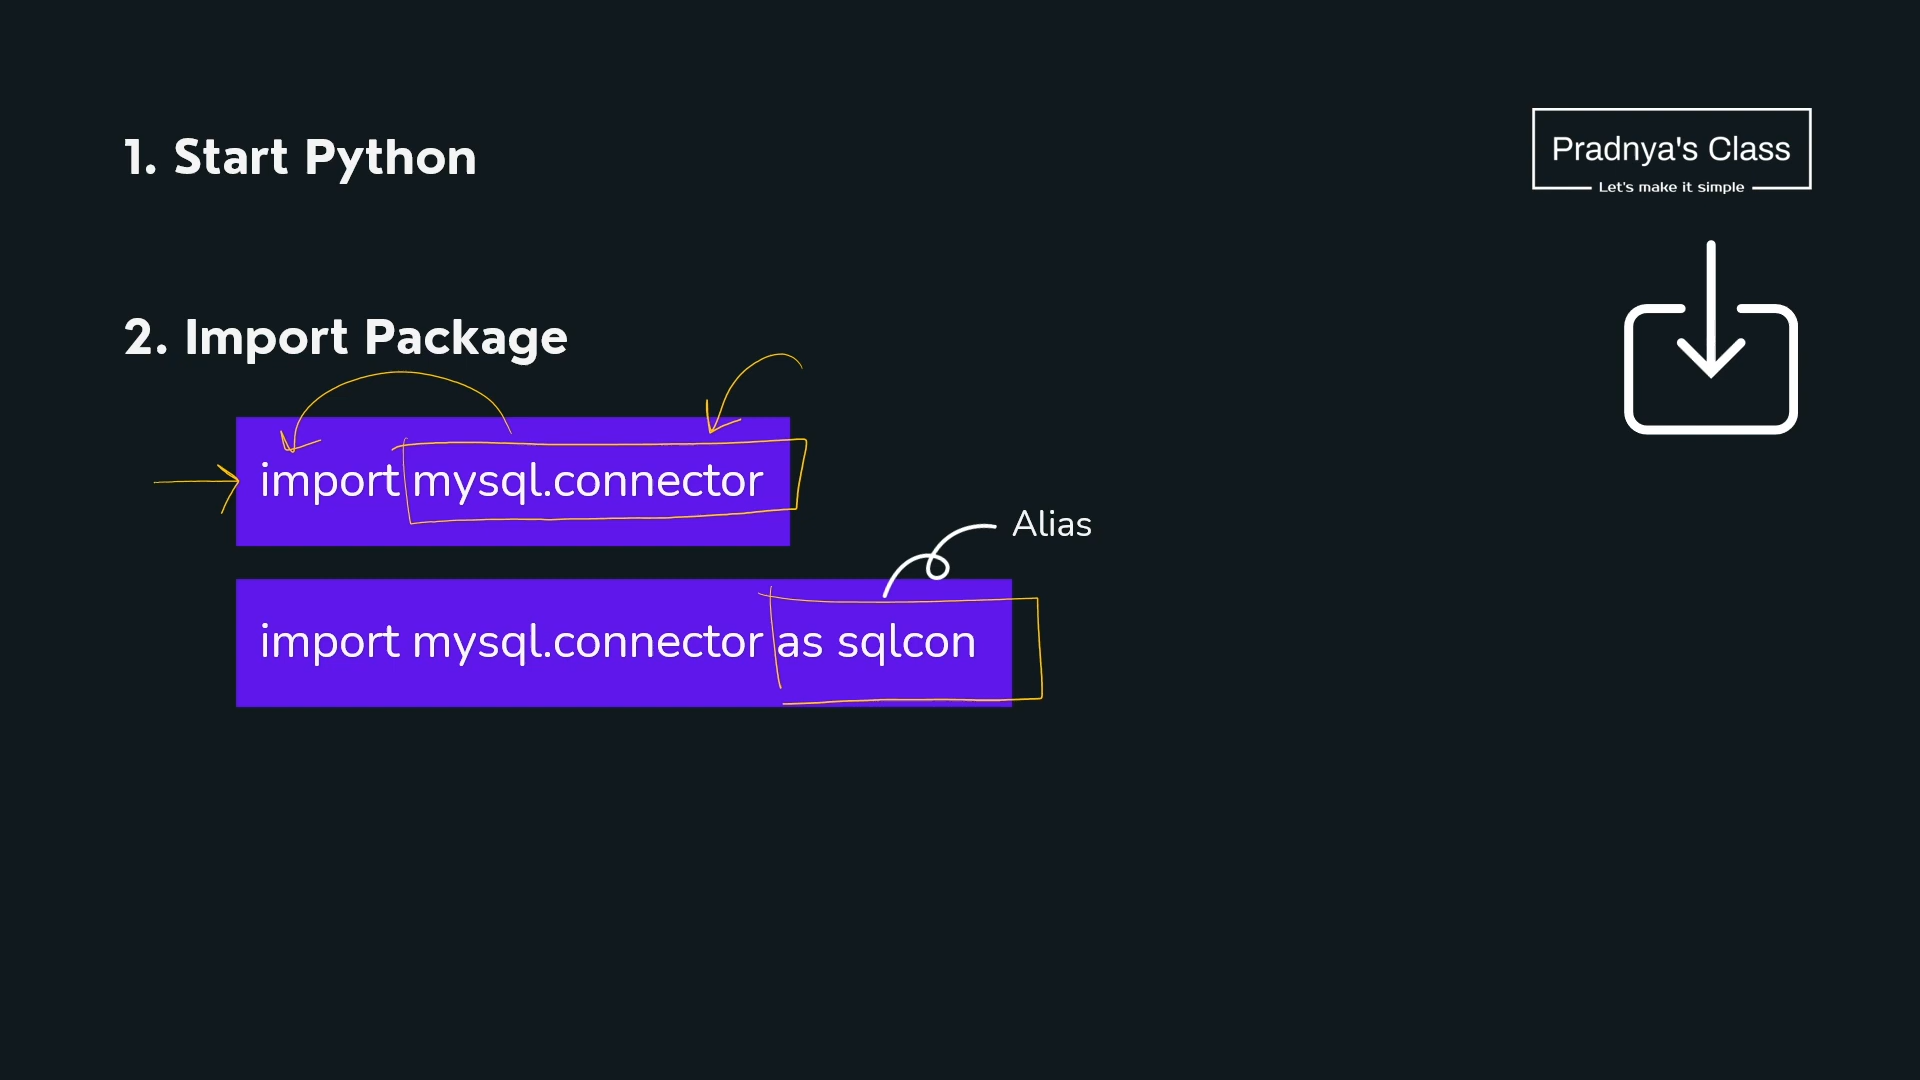 1. Start Python
Pradnya's Class
Let's make it simple
2. Import Package
import mysql.connector
Alias
import mysql.connector as sqlcon